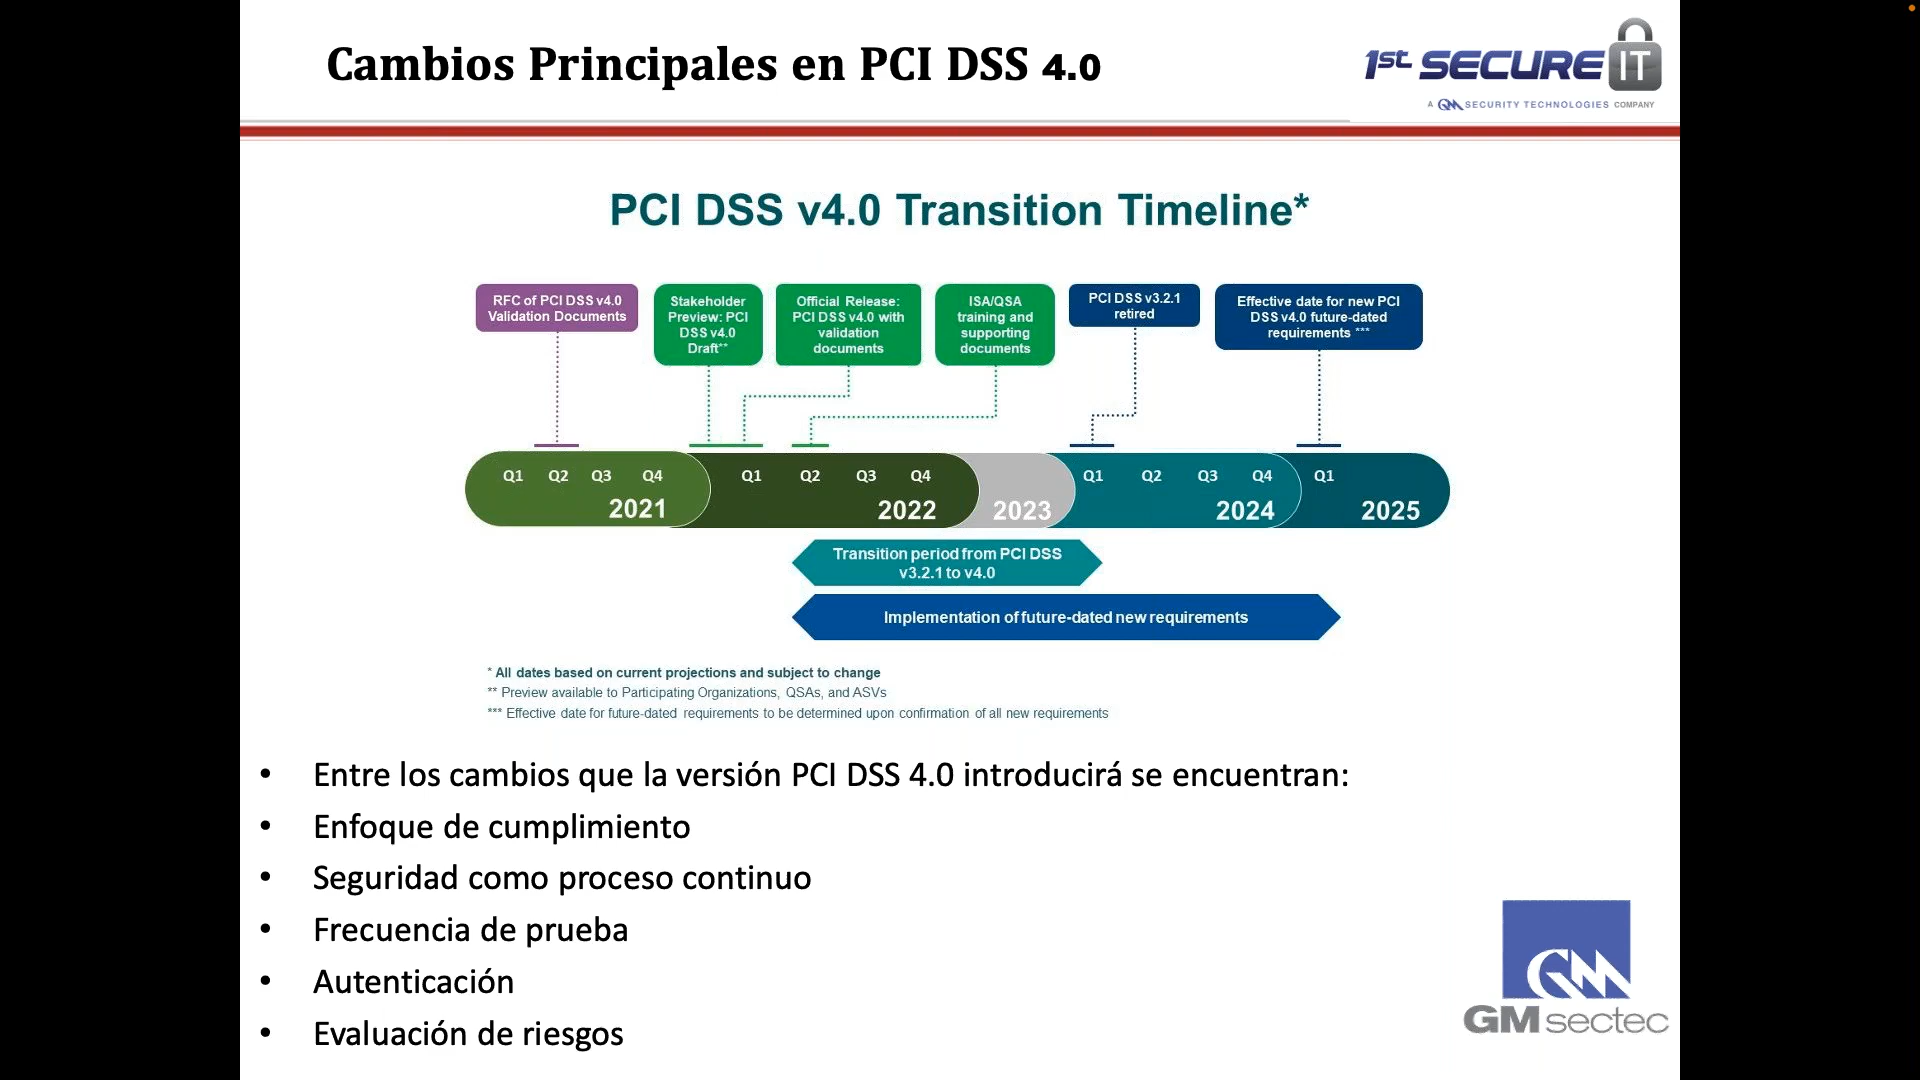 Cambios Principales en PCI DSS 4.0
1st SECURE IT
A GM SECURITY TECHNOLOGIES COMPANY
PCI DSS v4.0 Transition Timeline*
RFC of PCI DSS v4.0
Validation Documents
Stakeholder
Preview: PCI
DSS v4.0
Draft**
Official Release:
PCI DSS v4.0 with
validation
documents
ISA/QSA
training and
supporting
documents
PCI DSS v3.2.1
retired
Effective date for new PCI
DSS v4.0 future-dated
requirements ***
Q1 Q2 Q3 Q4
2021
Q1 Q2 Q3 Q4
2022
2023
Q1 Q2 Q3 Q4
2024
Q1
2025
Transition period from PCI DSS
v3.2.1 to v4.0
Implementation of future-dated new requirements
* All dates based on current projections and subject to change
** Preview available to Participating Organizations, QSAs, and ASVs
*** Effective date for future-dated requirements to be determined upon confirmation of all new requirements
• Entre los cambios que la versión PCI DSS 4.0 introducirá se encuentran:
• Enfoque de cumplimiento
• Seguridad como proceso continuo
• Frecuencia de prueba
• Autenticación
• Evaluación de riesgos
GM
GM sectec